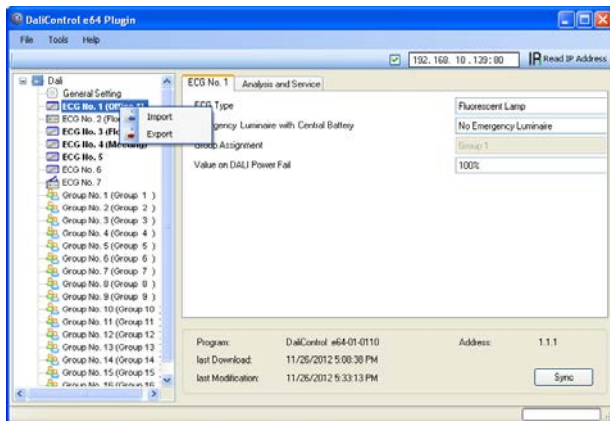 DaliControl e64 Plugin
File Tools Help
192.168.10.139:80 IP Read IP Address
Dali
General Setting
ECG No. 1
ECG No. 2
ECG No. 3
ECG No. 4
ECG No. 5
ECG No. 6
ECG No. 7
Group No. 1 (Group 1 )
Group No. 2 (Group 2 )
Group No. 3 (Group 3 )
Group No. 4 (Group 4 )
Group No. 5 (Group 5 )
Group No. 6 (Group 6 )
Group No. 7 (Group 7 )
Group No. 8 (Group 8 )
Group No. 9 (Group 9 )
Group No. 10 (Group 10
Group No. 11 (Group 11
Group No. 12 (Group 12
Group No. 13 (Group 13
Group No. 14 (Group 14
Group No. 15 (Group 15
Group No. 16 (Group 16
Import
Export
ECG No. 1 Analysis and Service
ECG Type Fluorescent Lamp
Luminaire with Central Battery No Emergency Luminaire
Group Assignment Group 1
Value on DALI Power Fail 100%
Program: DaliControl e64-01-0110 Address: 1.1.1
last Download: 11/26/2012 5:08:38 PM
last Modification: 11/26/2012 5:33:13 PM
Sync